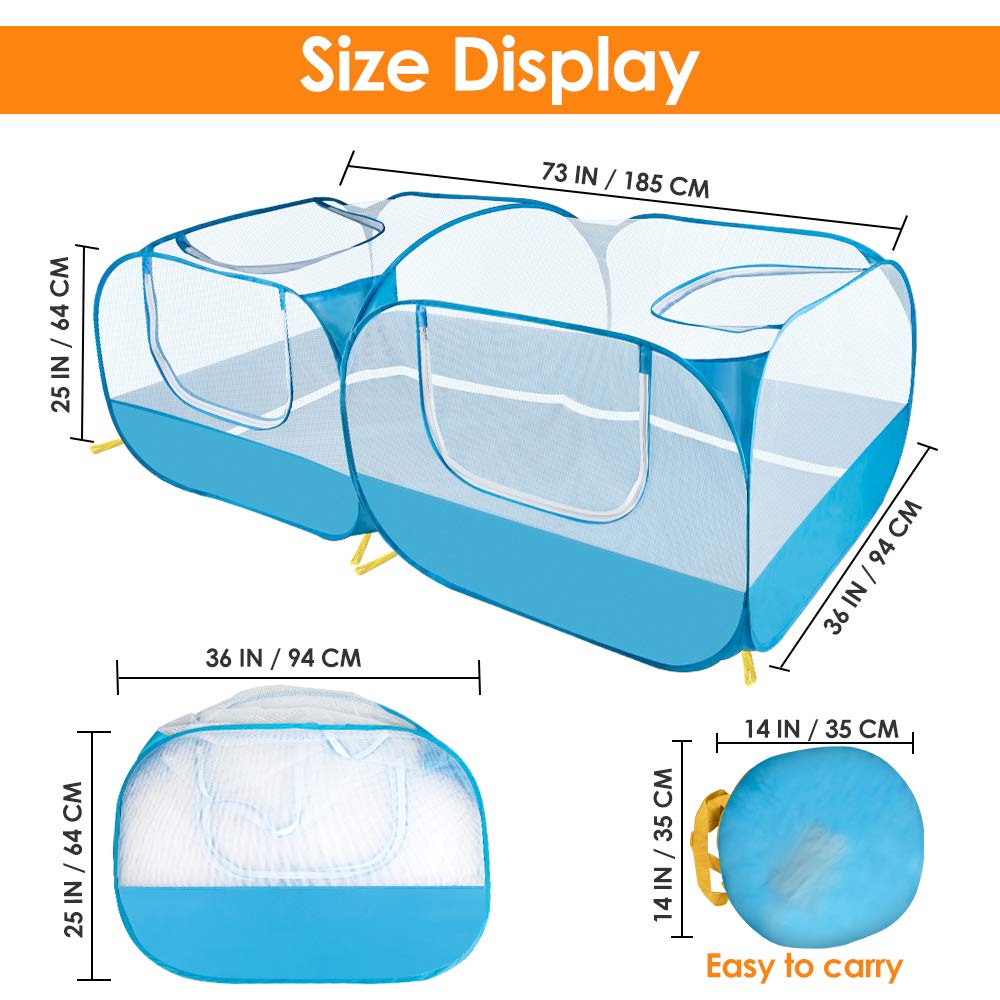 Size Display
73 IN / 185 CM
25 IN / 64 CM
36 IN / 94 CM
36 IN / 94 CM
25 IN / 64 CM
14 IN / 35 CM
14 IN / 35 CM
Easy to carry